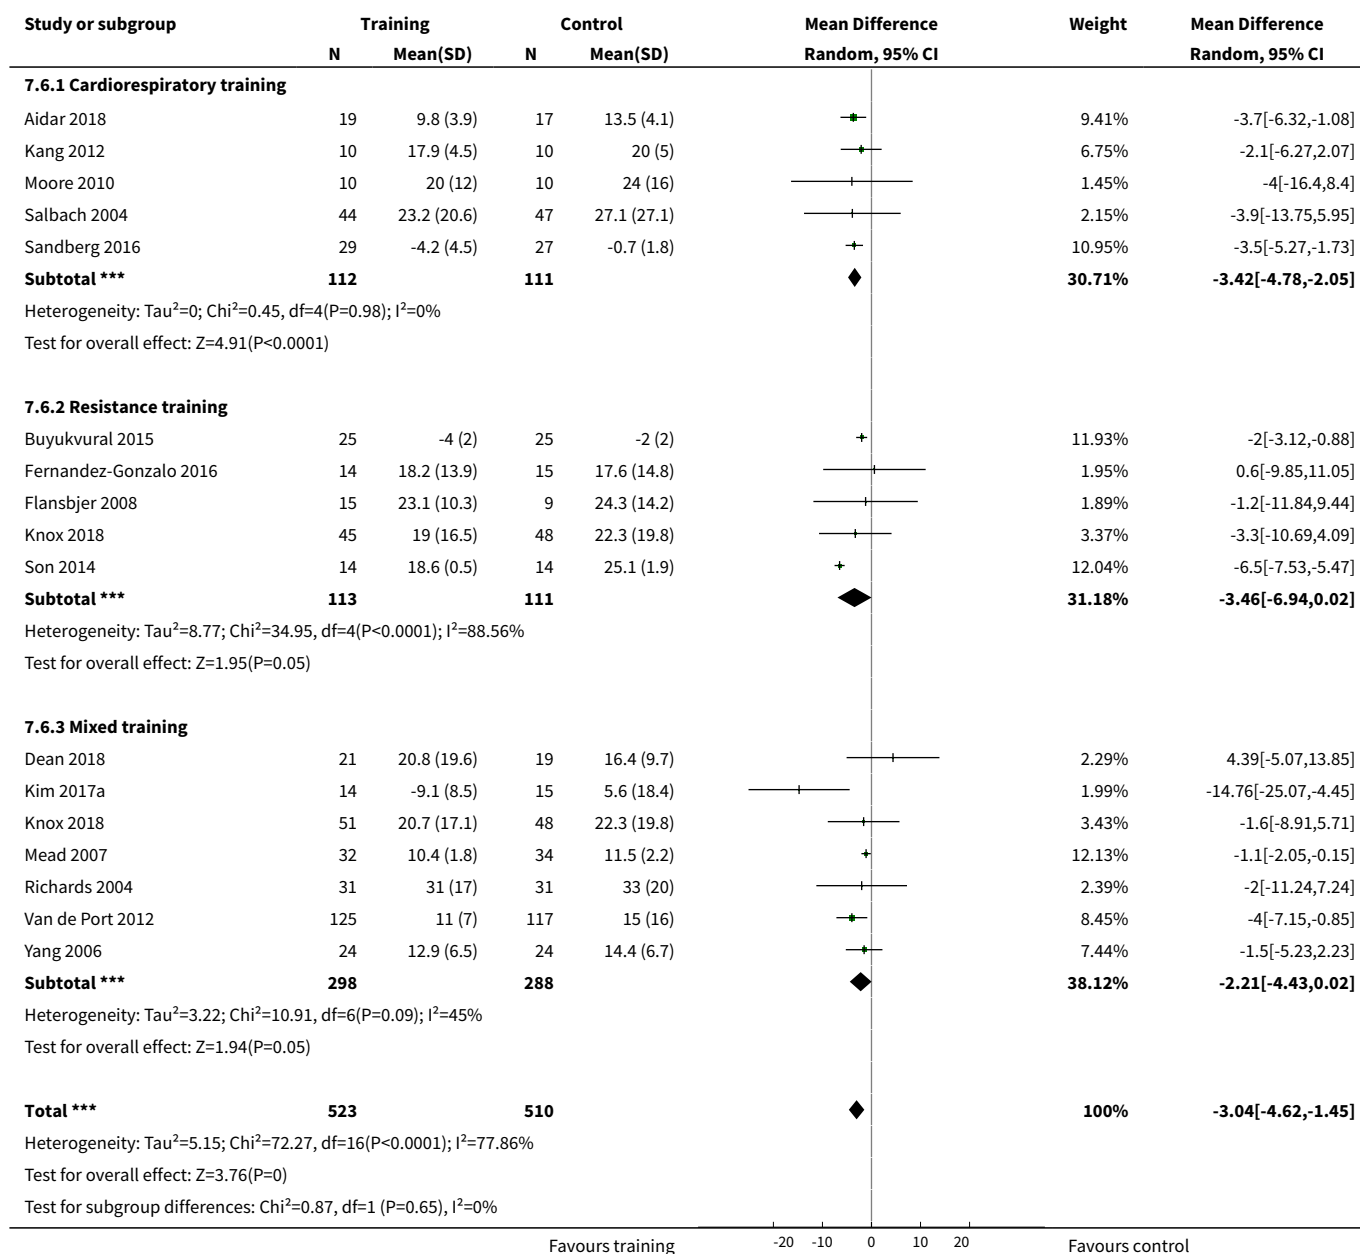 Study or subgroup Training Control Mean Difference Weight Mean Difference
N Mean(SD) N Mean(SD) Random, 95% CI Random, 95% CI
7.6.1 Cardiorespiratory training
Aidar 2018 19 9.8 (3.9) 17 13.5 (4.1) 9.41% -3.7[-6.32,-1.08]
Kang 2012 10 17.9 (4.5) 10 20 (5) 6.75% -2.1[-6.27,2.07]
Moore 2010 10 20 (12) 10 24 (16) 1.45% -4[-16.4,8.4]
Salbach 2004 44 23.2 (20.6) 47 27.1 (27.1) 2.15% -3.9[-13.75,5.95]
Sandberg 2016 29 -4.2 (4.5) 27 -0.7 (1.8) 10.95% -3.5[-5.27,-1.73]
Subtotal *** 112 111 30.71% -3.42[-4.78,-2.05]
Heterogeneity: Tau²=0; Chi²=0.45, df=4(P=0.98); I²=0%
Test for overall effect: Z=4.91(P<0.0001)
7.6.2 Resistance training
Buyukvural 2015 25 -4 (2) 25 -2 (2) 11.93% -2[-3.12,-0.88]
Fernandez-Gonzalo 2016 14 18.2 (13.9) 15 17.6 (14.8) 1.95% 0.6[-9.85,11.05]
Flansbjer 2008 15 23.1 (10.3) 9 24.3 (14.2) 1.89% -1.2[-11.84,9.44]
Knox 2018 45 19 (16.5) 48 22.3 (19.8) 3.37% -3.3[-10.69,4.09]
Son 2014 14 18.6 (0.5) 14 25.1 (1.9) 12.04% -6.5[-7.53,-5.47]
Subtotal *** 113 111 31.18% -3.46[-6.94,0.02]
Heterogeneity: Tau²=8.77; Chi²=34.95, df=4(P<0.0001); I²=88.56%
Test for overall effect: Z=1.95(P=0.05)
7.6.3 Mixed training
Dean 2018 21 20.8 (19.6) 19 16.4 (9.7) 2.29% 4.39[-5.07,13.85]
Kim 2017a 14 -9.1 (8.5) 15 5.6 (18.4) 1.99% -14.76[-25.07,-4.45]
Knox 2018 51 20.7 (17.1) 48 22.3 (19.8) 3.43% -1.6[-8.91,5.71]
Mead 2007 32 10.4 (1.8) 34 11.5 (2.2) 12.13% -1.1[-2.05,-0.15]
Richards 2004 31 31 (17) 31 33 (20) 2.39% -2[-11.24,7.24]
Van de Port 2012 125 11 (7) 117 15 (16) 8.45% -4[-7.15,-0.85]
Yang 2006 24 12.9 (6.5) 24 14.4 (6.7) 7.44% -1.5[-5.23,2.23]
Subtotal *** 298 288 38.12% -2.21[-4.43,0.02]
Heterogeneity: Tau²=3.22; Chi²=10.91, df=6(P=0.09); I²=45%
Test for overall effect: Z=1.94(P=0.05)
Total *** 523 510 100% -3.04[-4.62,-1.45]
Heterogeneity: Tau²=5.15; Chi²=72.27, df=16(P<0.0001); I²=77.86%
Test for overall effect: Z=3.76(P=0)
Test for subgroup differences: Chi²=0.87, df=1 (P=0.65), I²=0%
Favours training -20 -10 0 10 20 Favours control